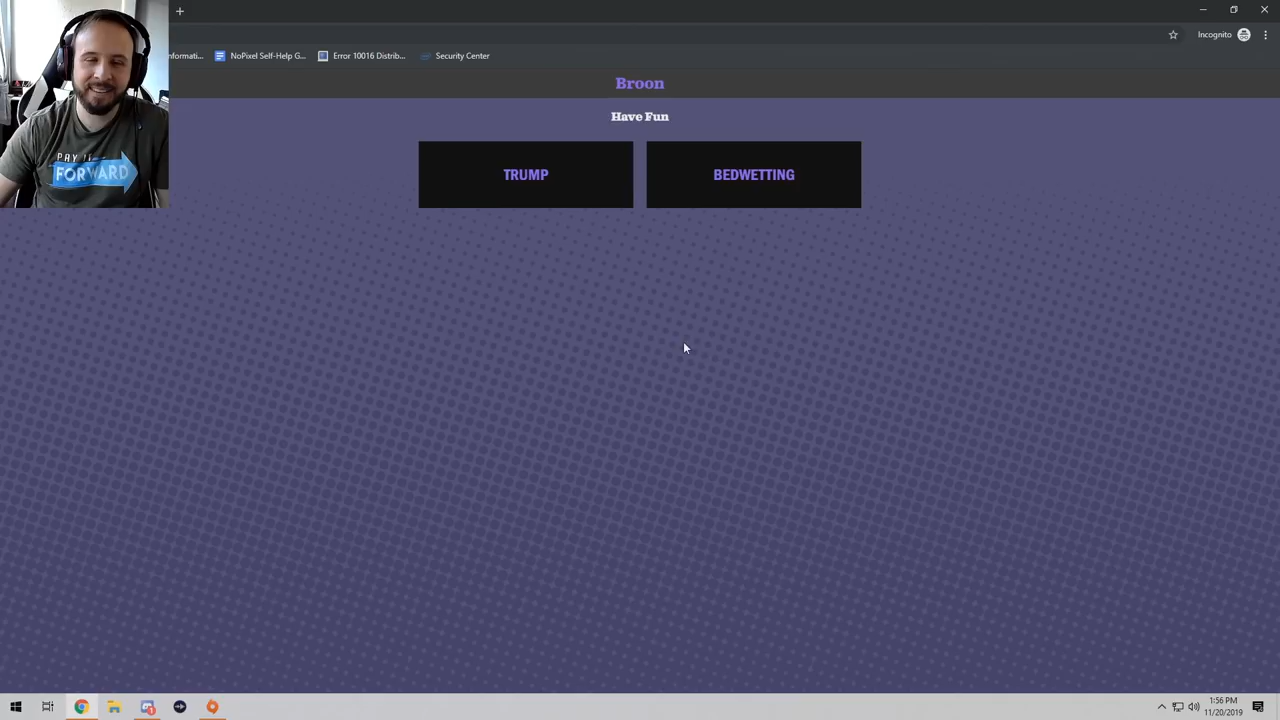 Incognito
nformati...
NoPixel Self-Help G...
Error 10016 Distrib...
Security Center
Broon
Have Fun
TRUMP
BEDWETTING
PAY IT
FORWARD
1:56 PM
11/20/2019